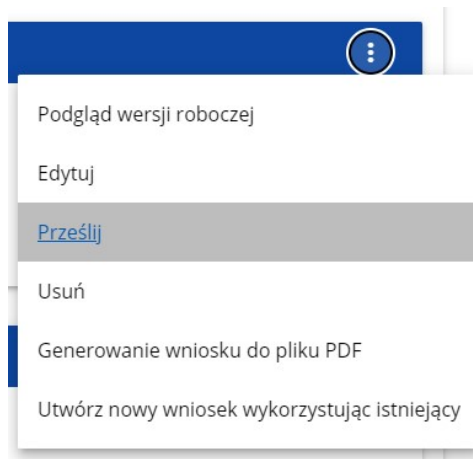 Podgląd wersji roboczej
Edytuj
Prześlij
Usuń
Generowanie wniosku do pliku PDF
Utwórz nowy wniosek wykorzystując istniejący